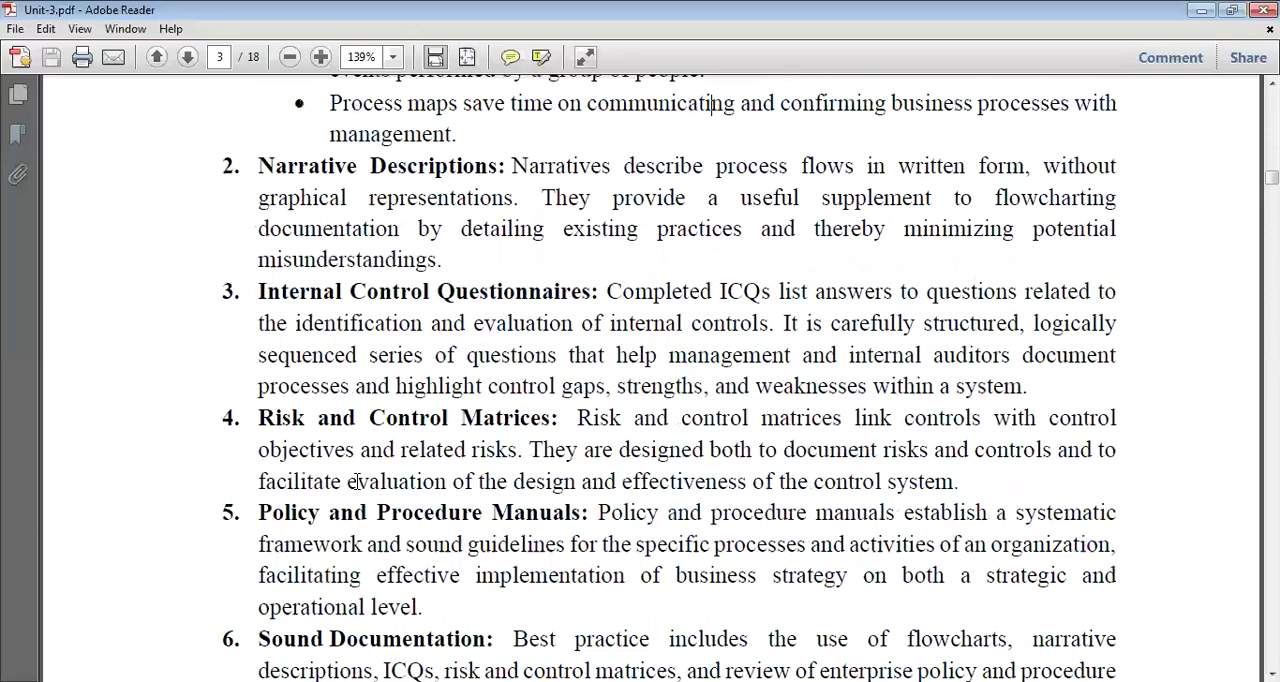 Unit-3.pdf - Adobe Reader
File Edit View Window Help
3 / 18 139% Comment Share
events performed by a group of people.
• Process maps save time on communicating and confirming business processes with
management.
2. Narrative Descriptions: Narratives describe process flows in written form, without
graphical representations. They provide a useful supplement to flowcharting
documentation by detailing existing practices and thereby minimizing potential
misunderstandings.
3. Internal Control Questionnaires: Completed ICQs list answers to questions related to
the identification and evaluation of internal controls. It is carefully structured, logically
sequenced series of questions that help management and internal auditors document
processes and highlight control gaps, strengths, and weaknesses within a system.
4. Risk and Control Matrices: Risk and control matrices link controls with control
objectives and related risks. They are designed both to document risks and controls and to
facilitate evaluation of the design and effectiveness of the control system.
5. Policy and Procedure Manuals: Policy and procedure manuals establish a systematic
framework and sound guidelines for the specific processes and activities of an organization,
facilitating effective implementation of business strategy on both a strategic and
operational level.
6. Sound Documentation: Best practice includes the use of flowcharts, narrative
descriptions, ICQs, risk and control matrices, and review of enterprise policy and procedure